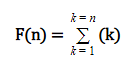 k = n
F(n) = Σ (k)
k = 1